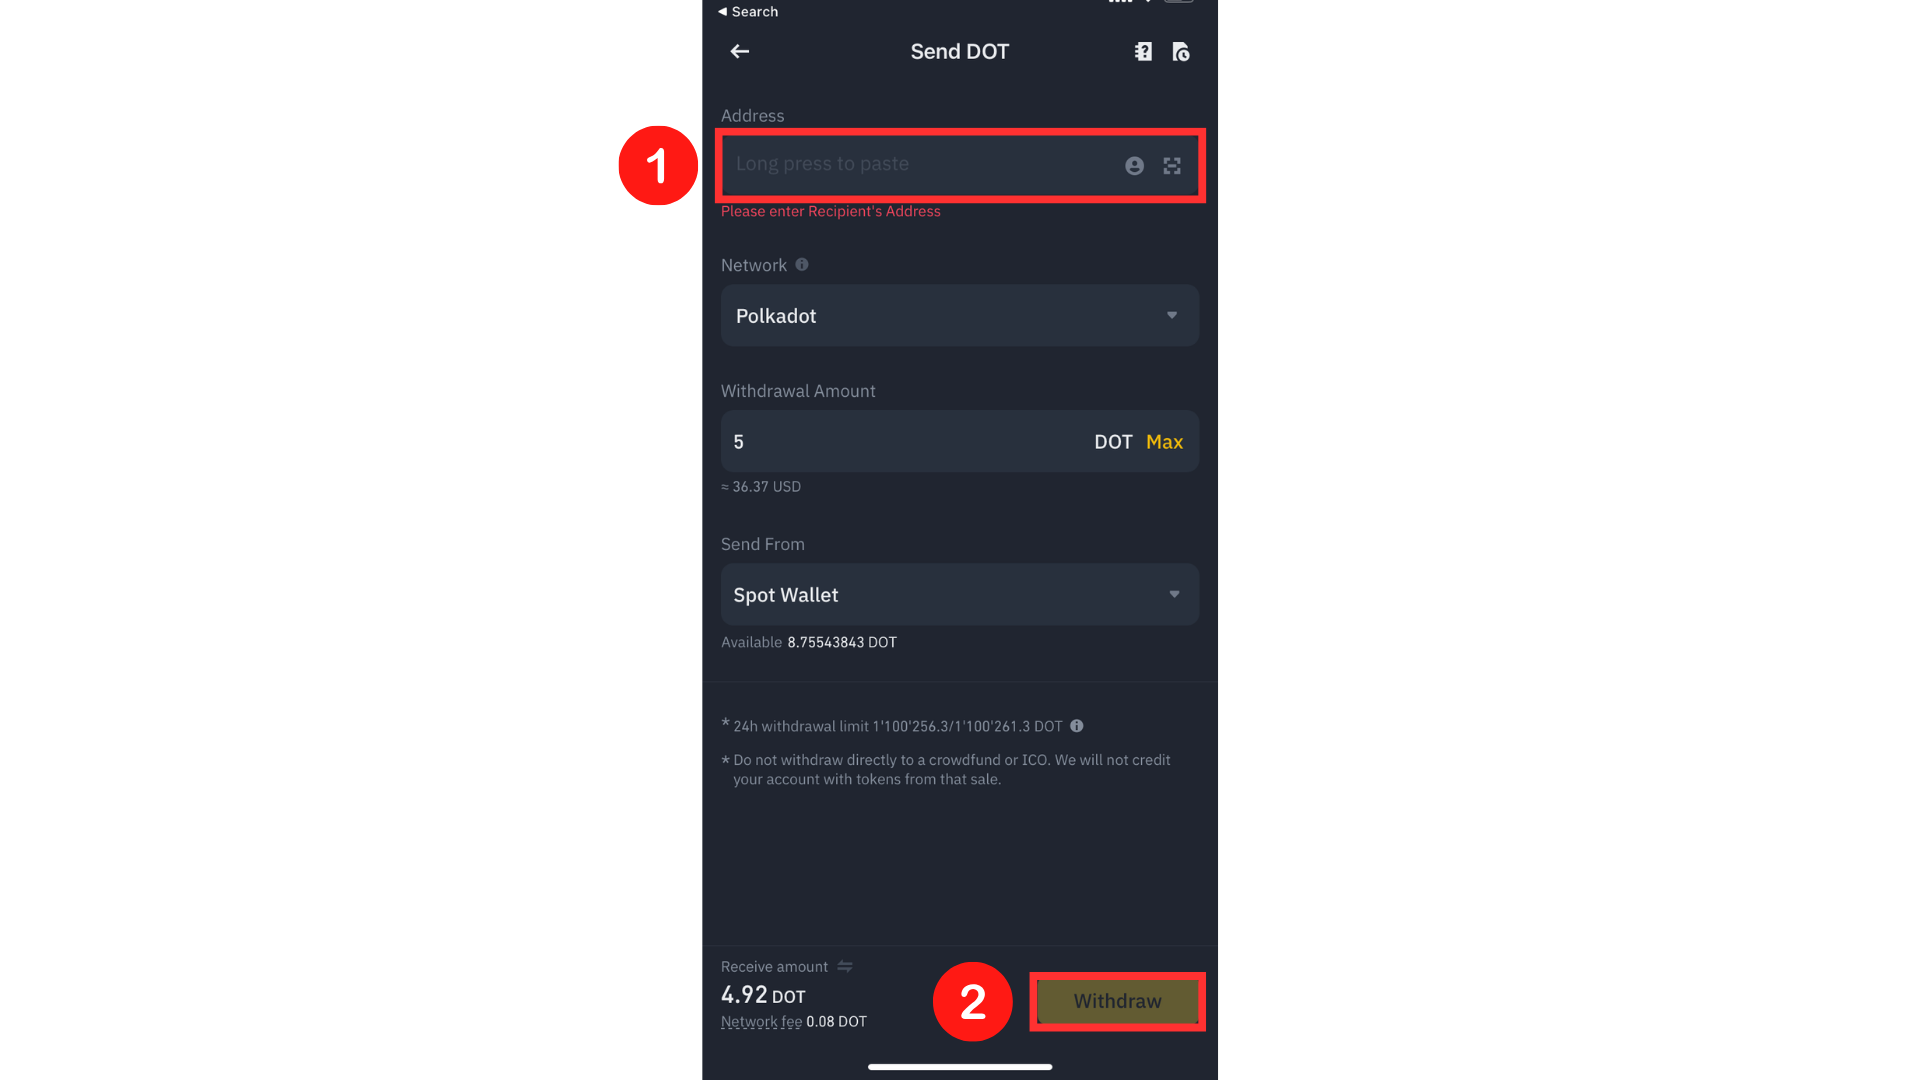 ◀ Search
Send DOT
Address
1
Long press to paste
Please enter Recipient's Address
Network
Polkadot
Withdrawal Amount
5 DOT Max
≈ 36.37 USD
Send From
Spot Wallet
Available 8.75543843 DOT
* 24h withdrawal limit 1'100'256.3/1'100'261.3 DOT
* Do not withdraw directly to a crowdfund or ICO. We will not credit
your account with tokens from that sale.
Receive amount
4.92 DOT
Network fee 0.08 DOT
2
Withdraw